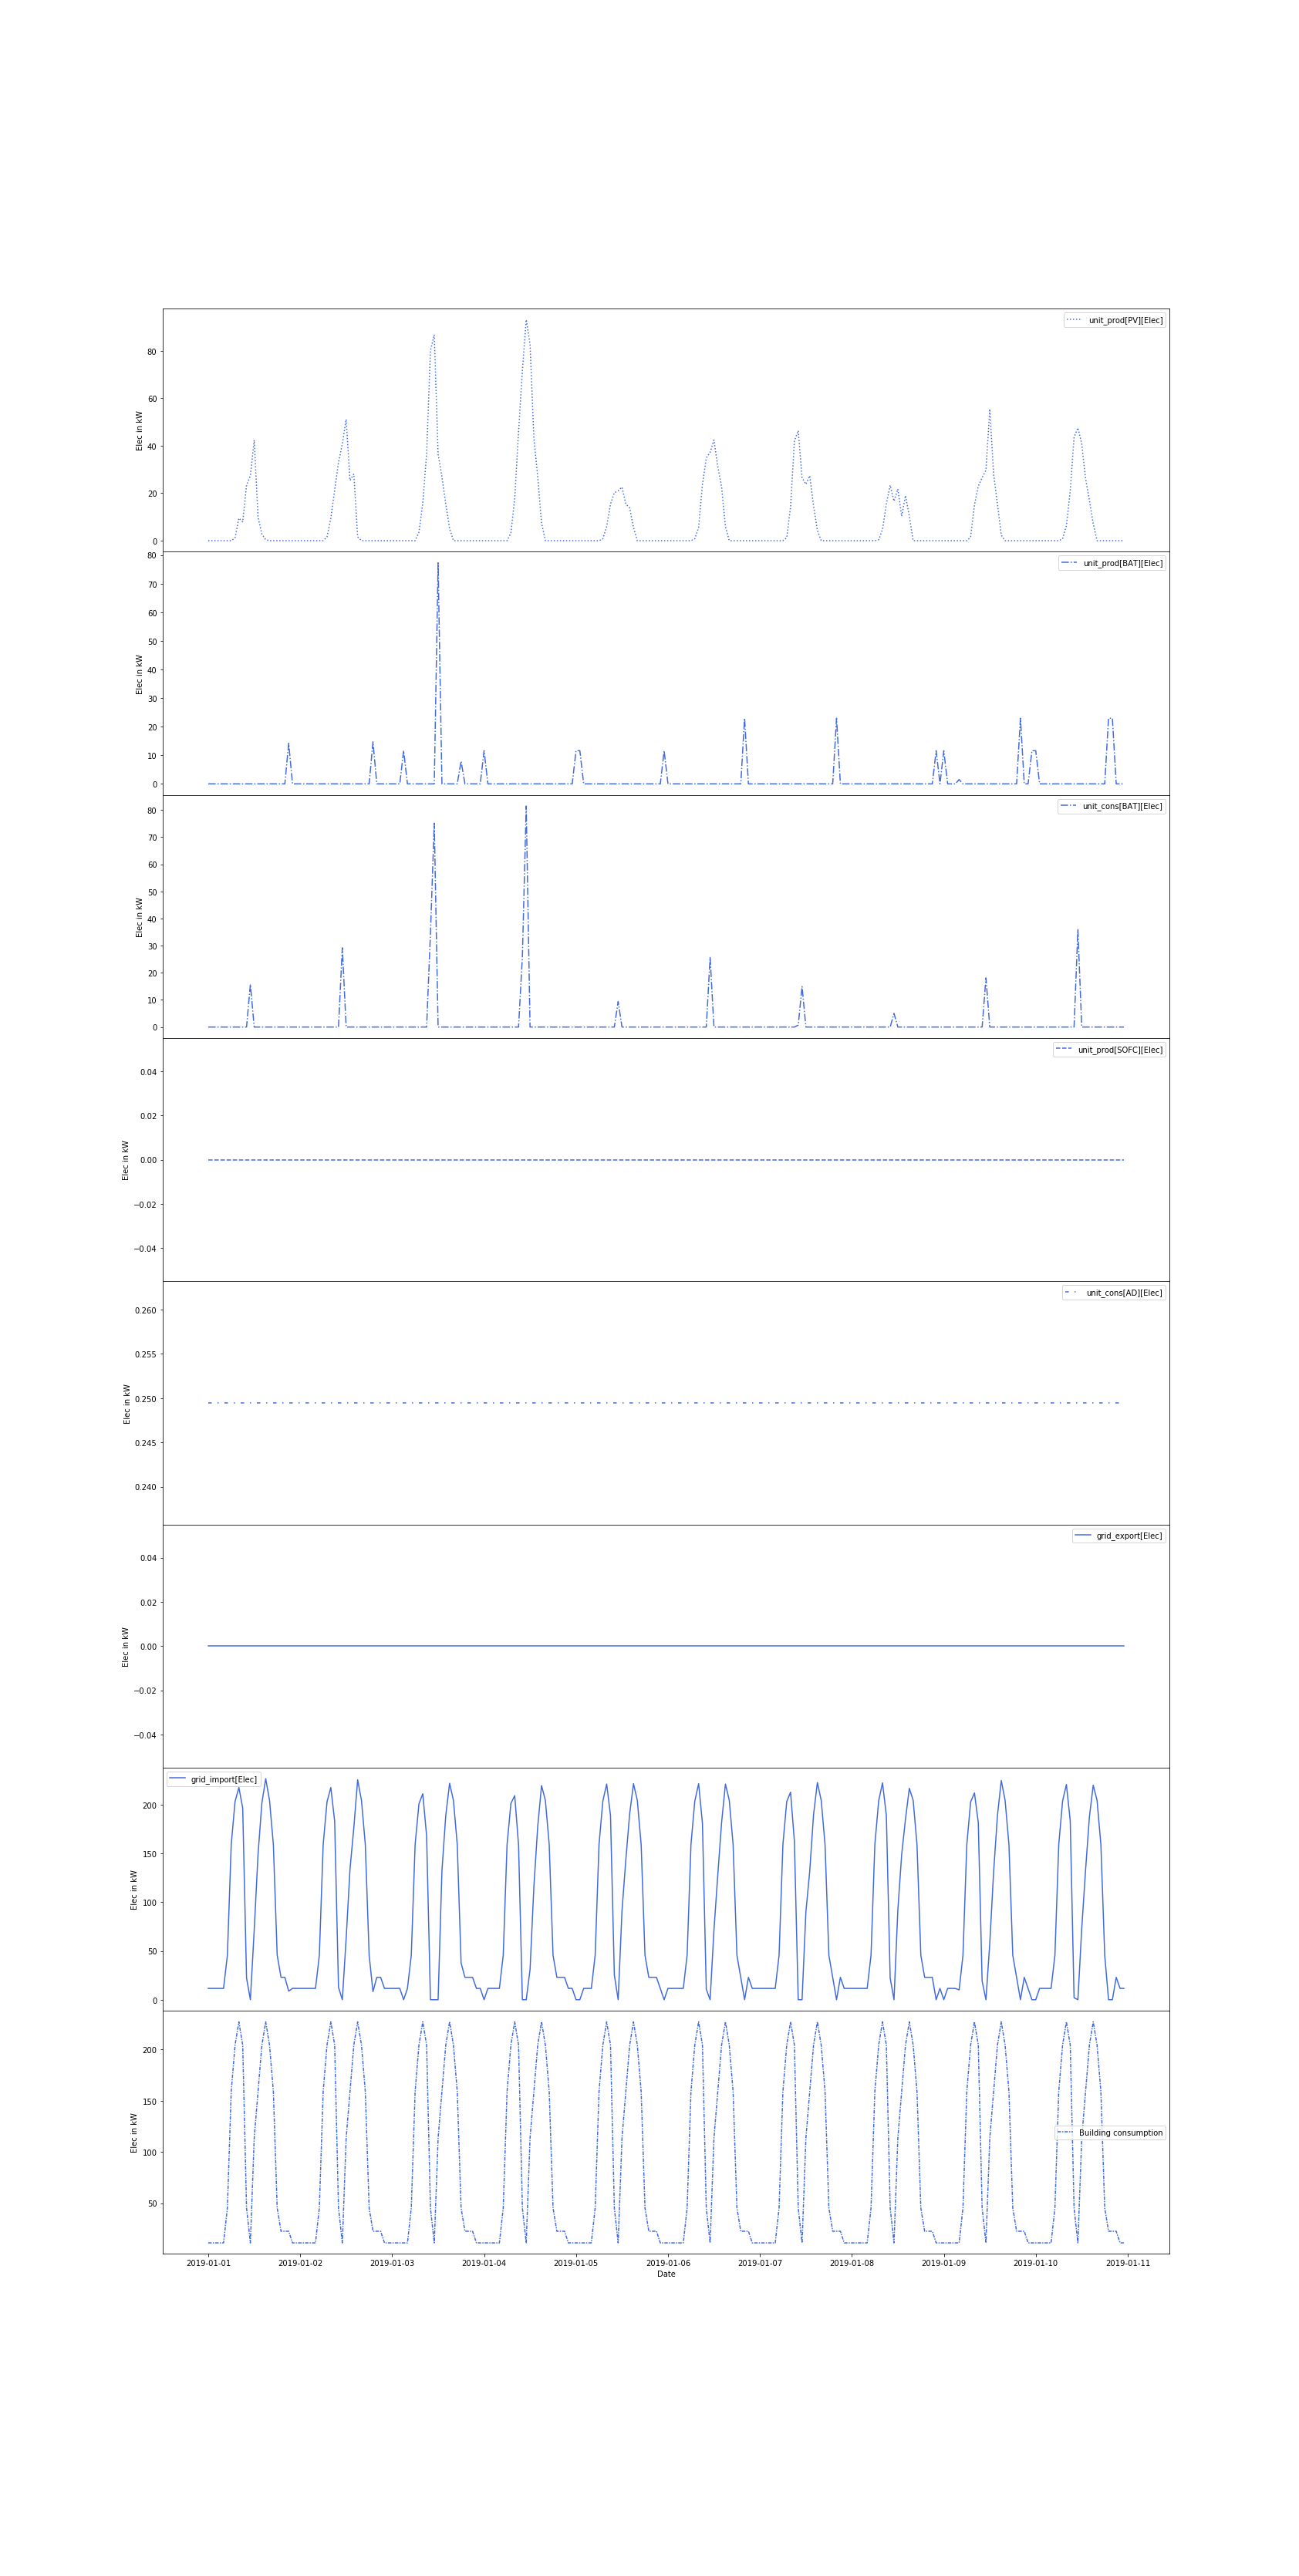 unit_prod[PV][Elec]
80
60
40
20
0
Elec in kW
unit_prod[BAT][Elec]
80
70
60
50
40
30
20
10
0
Elec in kW
unit_cons[BAT][Elec]
80
70
60
50
40
30
20
10
0
Elec in kW
unit_prod[SOFC][Elec]
0.04
0.02
0.00
−0.02
−0.04
Elec in kW
unit_cons[AD][Elec]
0.260
0.255
0.250
0.245
0.240
Elec in kW
grid_export[Elec]
0.04
0.02
0.00
−0.02
−0.04
Elec in kW
grid_import[Elec]
200
150
100
50
0
Elec in kW
Building consumption
200
150
100
50
Elec in kW
2019-01-01 2019-01-02 2019-01-03 2019-01-04 2019-01-05 2019-01-06 2019-01-07 2019-01-08 2019-01-09 2019-01-10 2019-01-11
Date